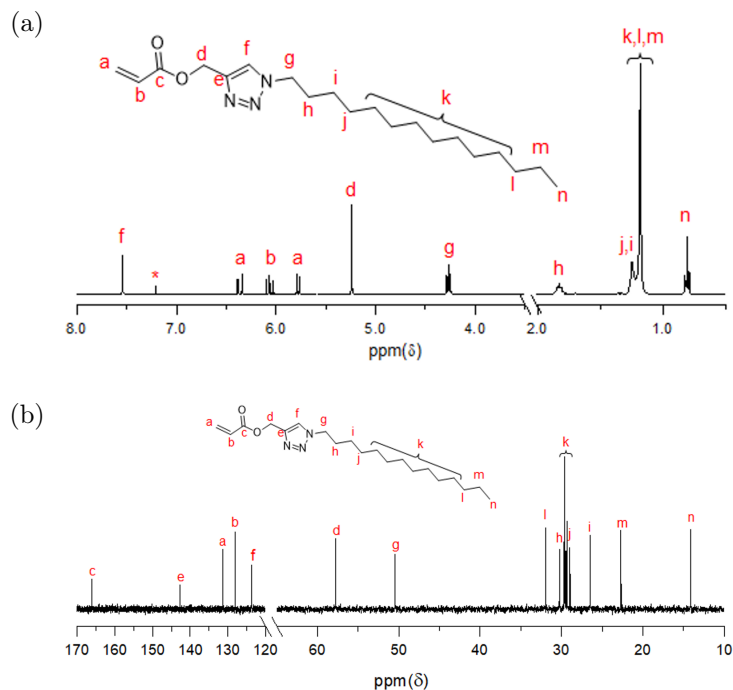 (a)
k,l,m
O
d
f
g
a
c
O
e
N
i
b
N
N
h
k
j
m
l
n
d
f
a
b
a
g
j,i
n
*
h
8.0 7.0 6.0 5.0 4.0 2.0 1.0
ppm(δ)
(b)
a
O
d
f
g
b
c
O
e
N
i
k
N
N
h
j
m
l
n
k
b
l
m
n
a
d
h
j
i
f
g
c
e
170 160 150 140 130 120 60 50 40 30 20 10
ppm(δ)